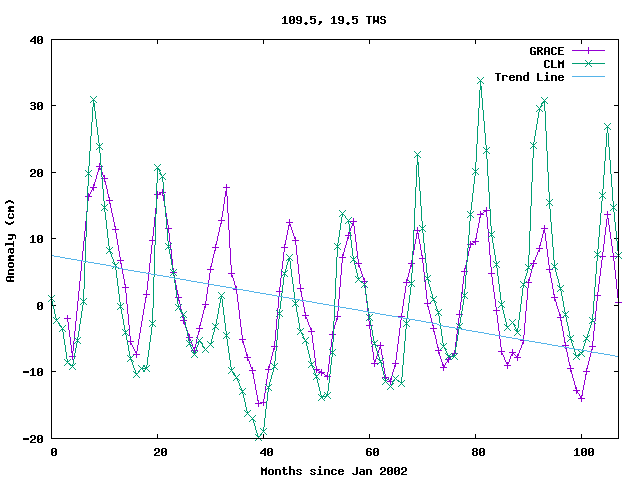 109.5, 19.5 TWS
GRACE
CLM
Trend Line
40
30
20
10
0
-10
-20
Anomaly (cm)
0 20 40 60 80 100
Months since Jan 2002